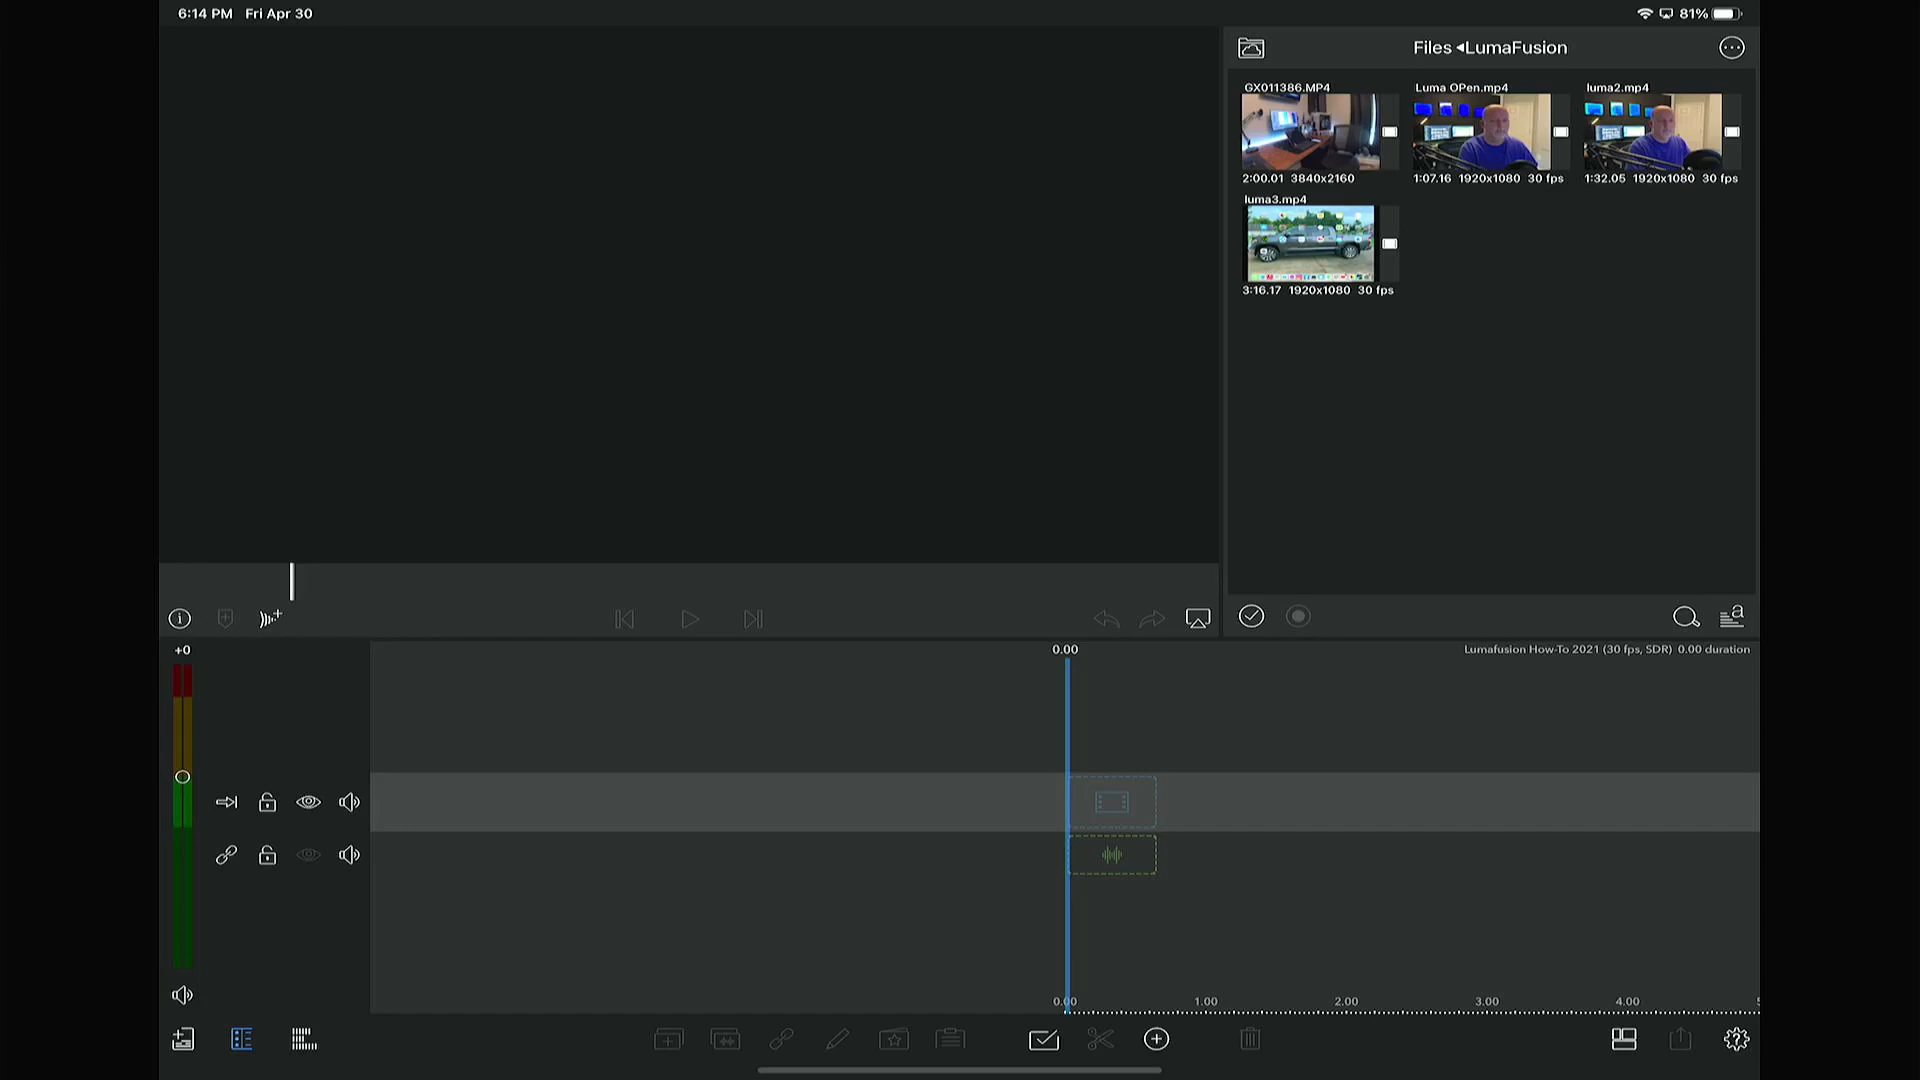 6:14 PM Fri Apr 30
81%
Files ◂LumaFusion
GX011386.MP4
Luma OPen.mp4
luma2.mp4
2:00.01 3840x2160
1:07.16 1920x1080 30 fps
1:32.05 1920x1080 30 fps
luma3.mp4
3:16.17 1920x1080 30 fps
+0
0.00
Lumafusion How-To 2021 (30 fps, SDR) 0.00 duration
0.00
1.00
2.00
3.00
4.00